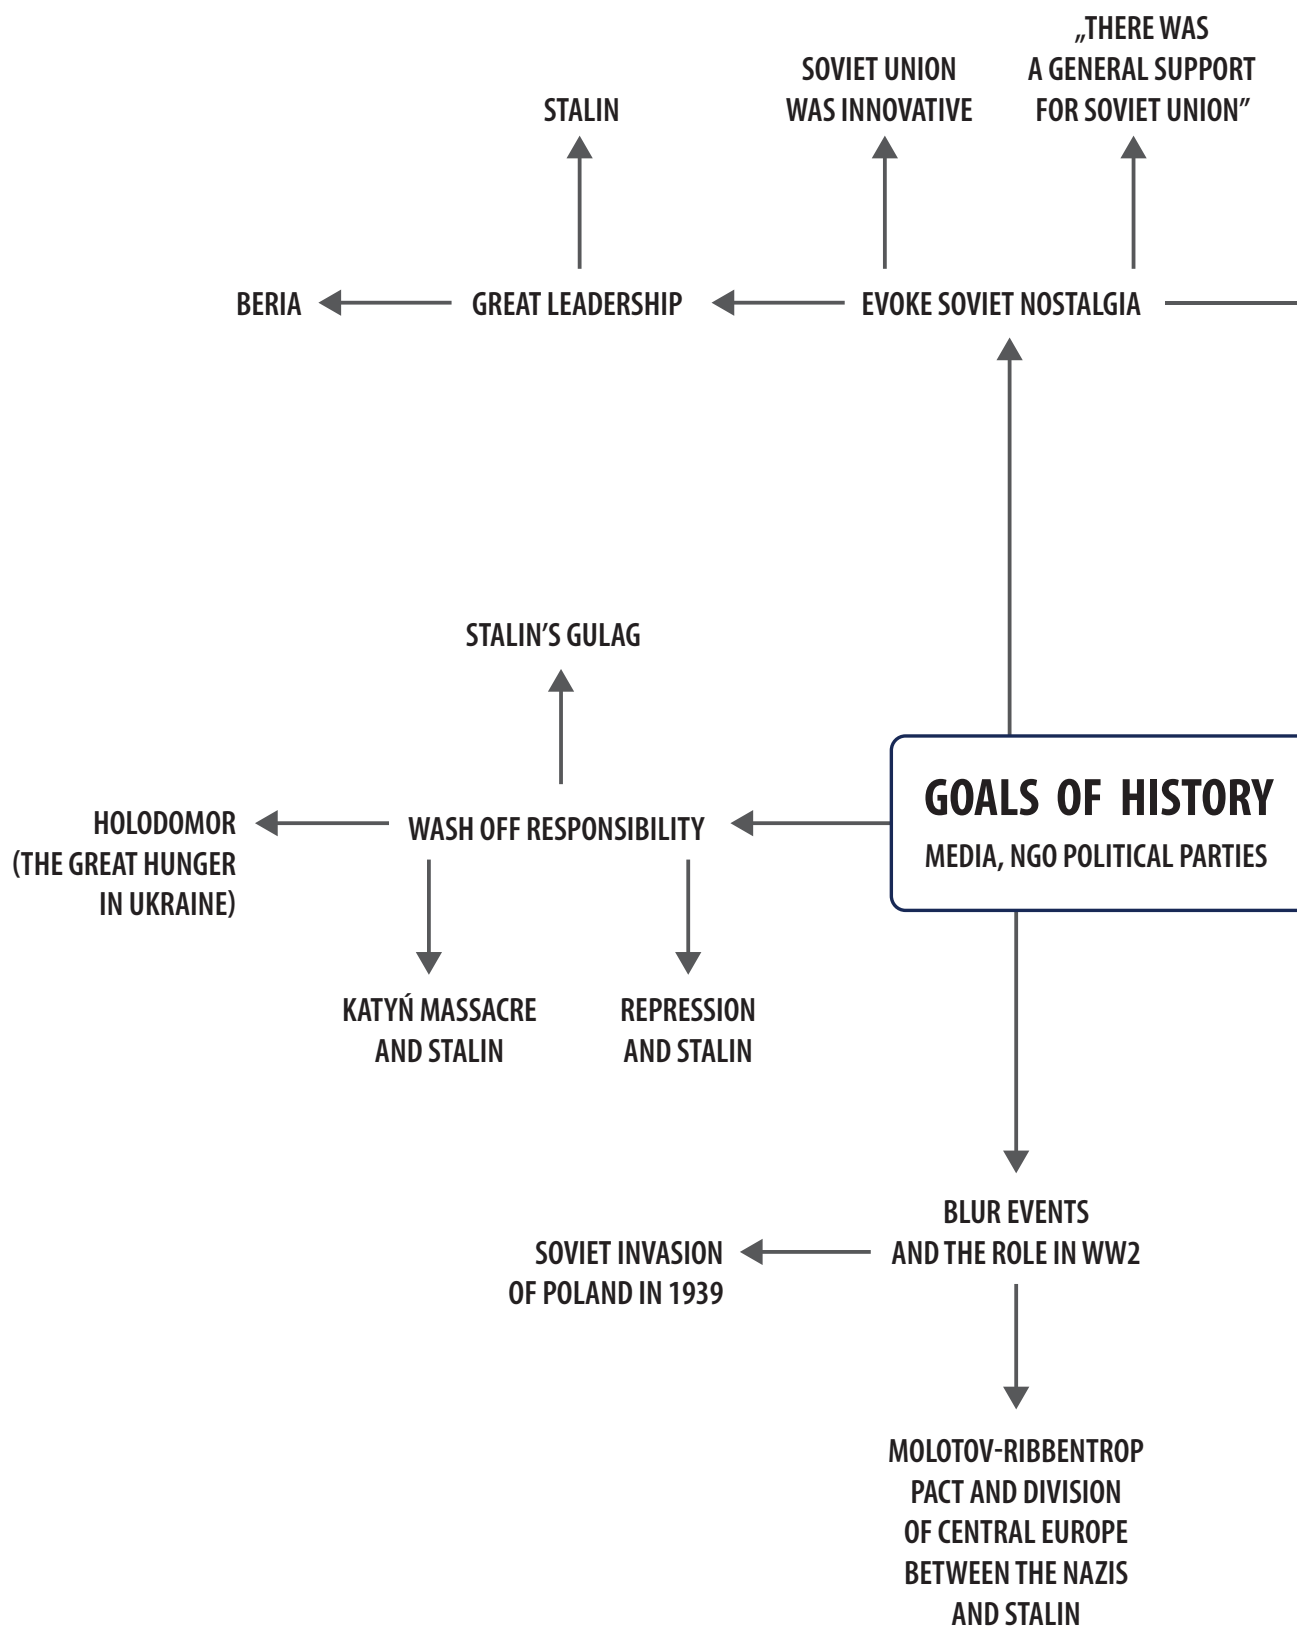 „THERE WAS
A GENERAL SUPPORT
FOR SOVIET UNION”
SOVIET UNION
WAS INNOVATIVE
STALIN
BERIA
GREAT LEADERSHIP
EVOKE SOVIET NOSTALGIA
STALIN’S GULAG
GOALS OF HISTORY
MEDIA, NGO POLITICAL PARTIES
WASH OFF RESPONSIBILITY
HOLODOMOR
(THE GREAT HUNGER
IN UKRAINE)
KATYŃ MASSACRE
AND STALIN
REPRESSION
AND STALIN
BLUR EVENTS
AND THE ROLE IN WW2
SOVIET INVASION
OF POLAND IN 1939
MOLOTOV-RIBBENTROP
PACT AND DIVISION
OF CENTRAL EUROPE
BETWEEN THE NAZIS
AND STALIN